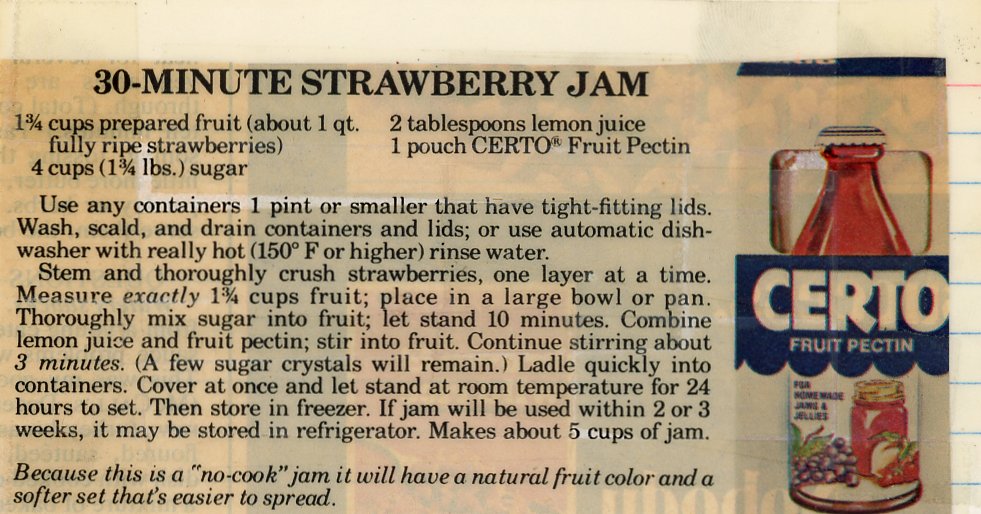 30-MINUTE STRAWBERRY JAM
1¾ cups prepared fruit (about 1 qt.
fully ripe strawberries)
4 cups (1¾ lbs.) sugar
2 tablespoons lemon juice
1 pouch CERTO® Fruit Pectin
Use any containers 1 pint or smaller that have tight-fitting lids.
Wash, scald, and drain containers and lids; or use automatic dish-
washer with really hot (150° F or higher) rinse water.
Stem and thoroughly crush strawberries, one layer at a time.
Measure exactly 1¾ cups fruit; place in a large bowl or pan.
Thoroughly mix sugar into fruit; let stand 10 minutes. Combine
lemon juice and fruit pectin; stir into fruit. Continue stirring about
3 minutes. (A few sugar crystals will remain.) Ladle quickly into
containers. Cover at once and let stand at room temperature for 24
hours to set. Then store in freezer. If jam will be used within 2 or 3
weeks, it may be stored in refrigerator. Makes about 5 cups of jam.
Because this is a "no-cook" jam it will have a natural fruit color and a
softer set that's easier to spread.
CERTO
FRUIT PECTIN
FOR
HOME MADE
JAMS &
JELLIES